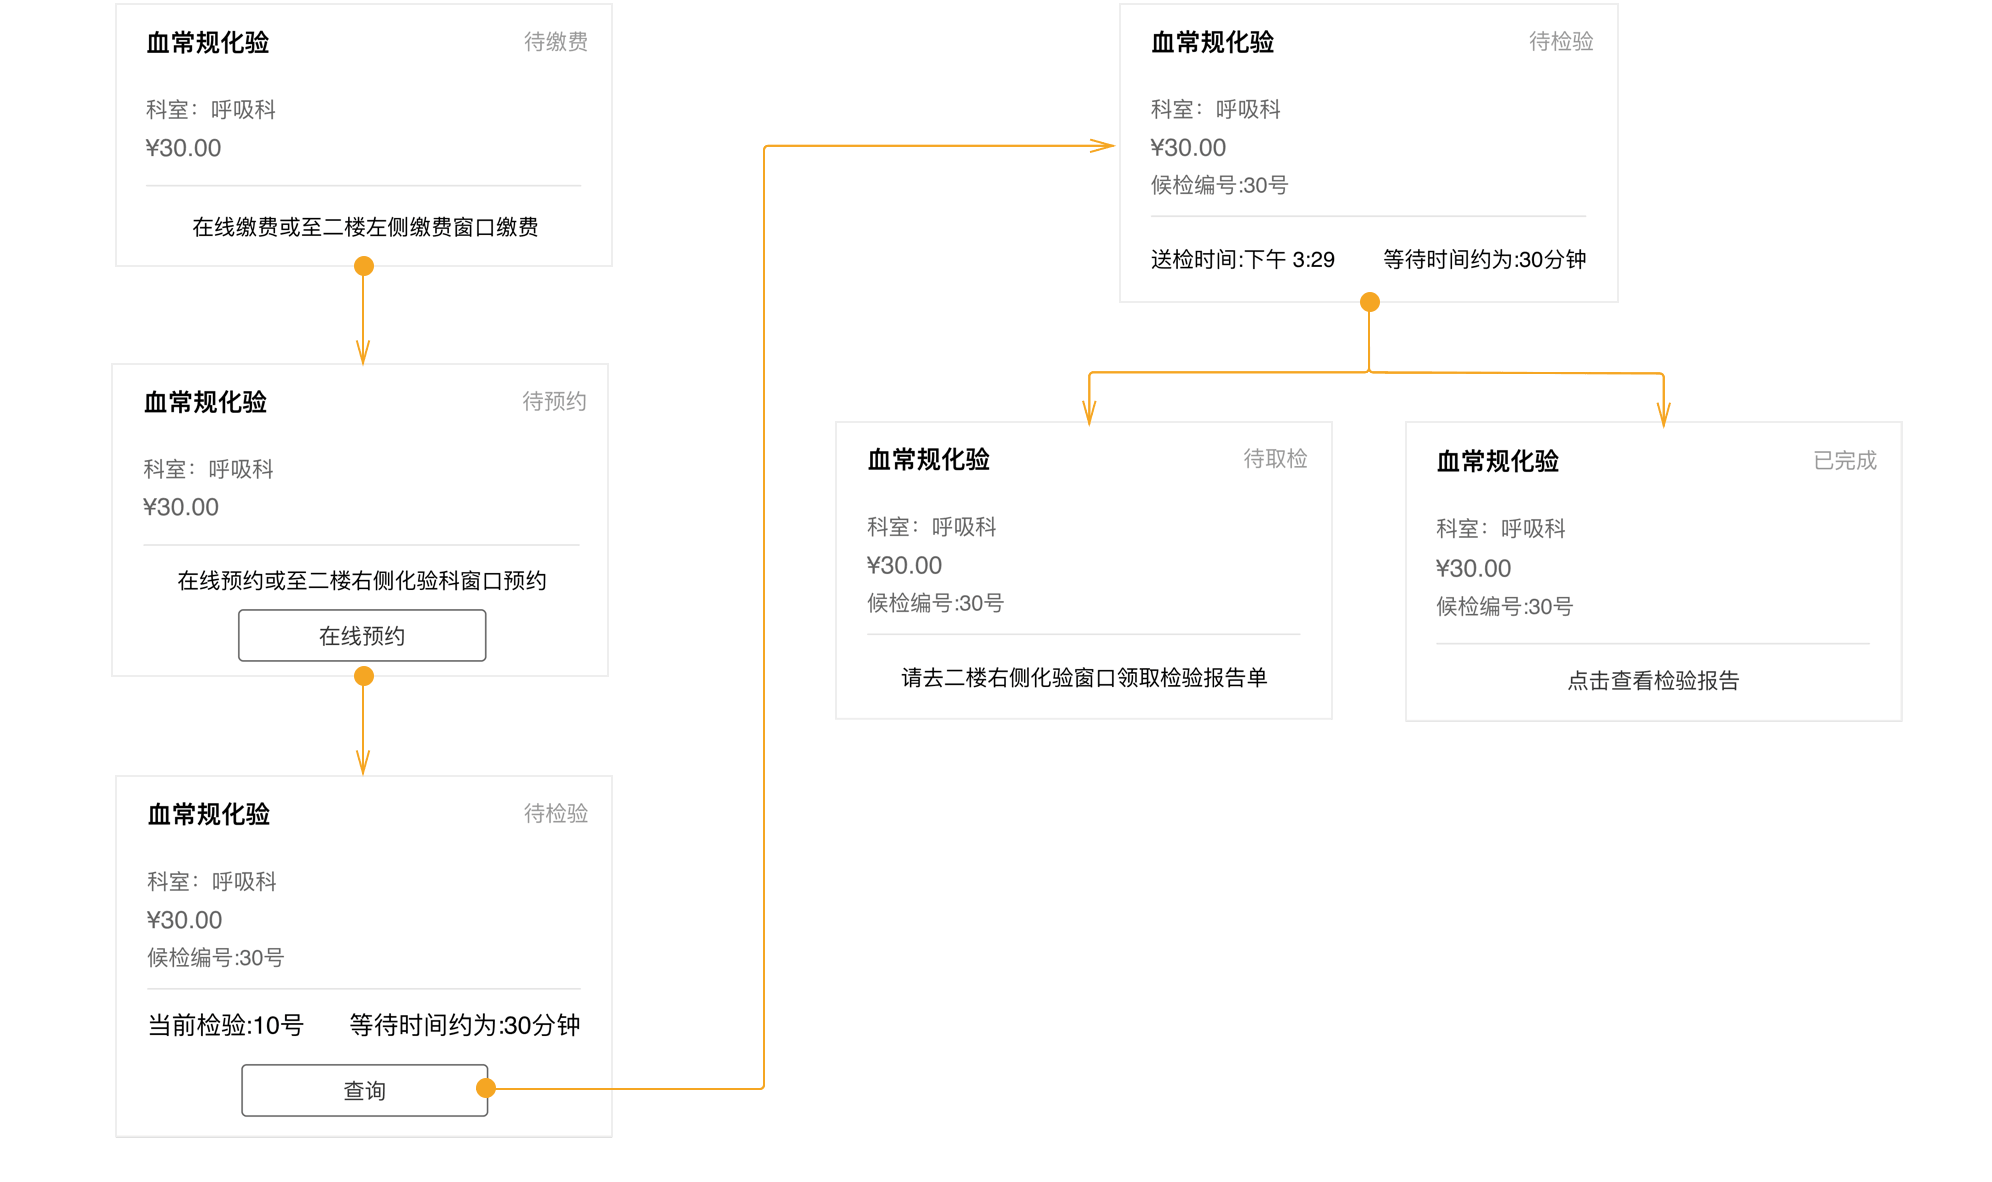 血常规化验
待缴费
科室：呼吸科
¥30.00
在线缴费或至二楼左侧缴费窗口缴费
血常规化验
待预约
科室：呼吸科
¥30.00
在线预约或至二楼右侧化验科窗口预约
在线预约
血常规化验
待检验
科室：呼吸科
¥30.00
候检编号:30号
当前检验:10号
等待时间约为:30分钟
查询
血常规化验
待检验
科室：呼吸科
¥30.00
候检编号:30号
送检时间:下午 3:29
等待时间约为:30分钟
血常规化验
待取检
科室：呼吸科
¥30.00
候检编号:30号
请去二楼右侧化验窗口领取检验报告单
血常规化验
已完成
科室：呼吸科
¥30.00
候检编号:30号
点击查看检验报告